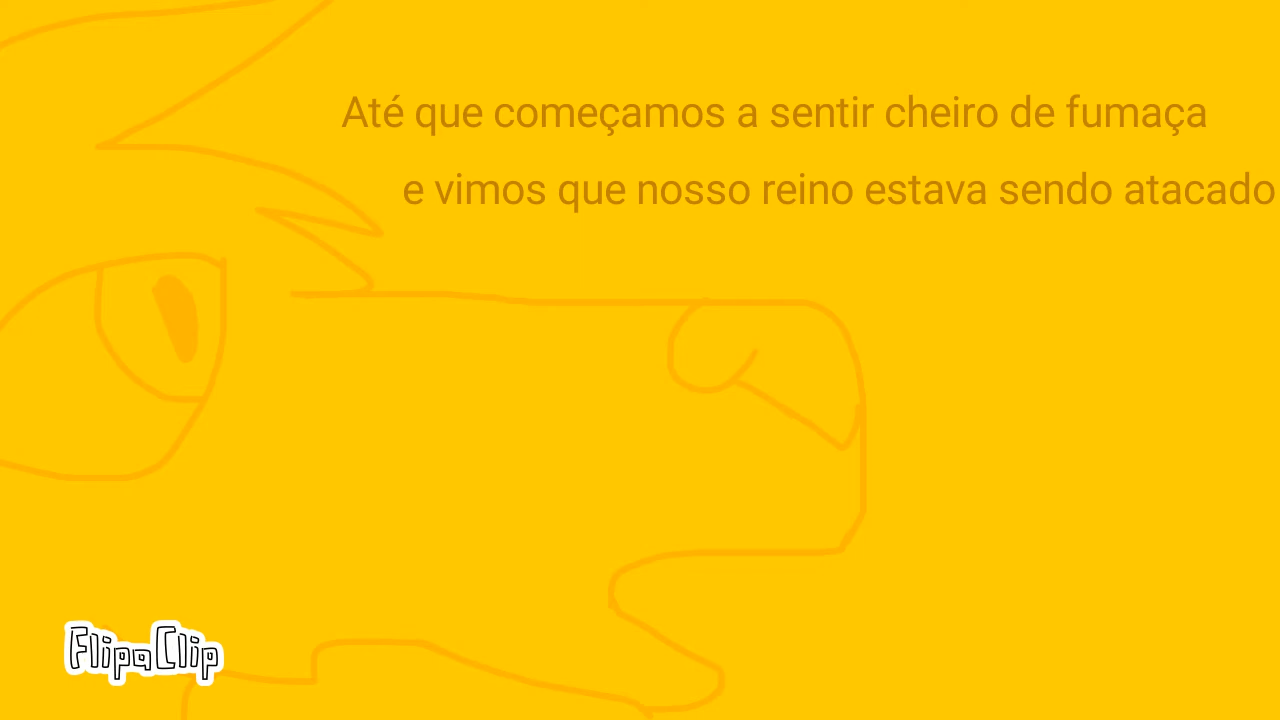 Até que começamos a sentir cheiro de fumaça
e vimos que nosso reino estava sendo atacado
FlipaClip